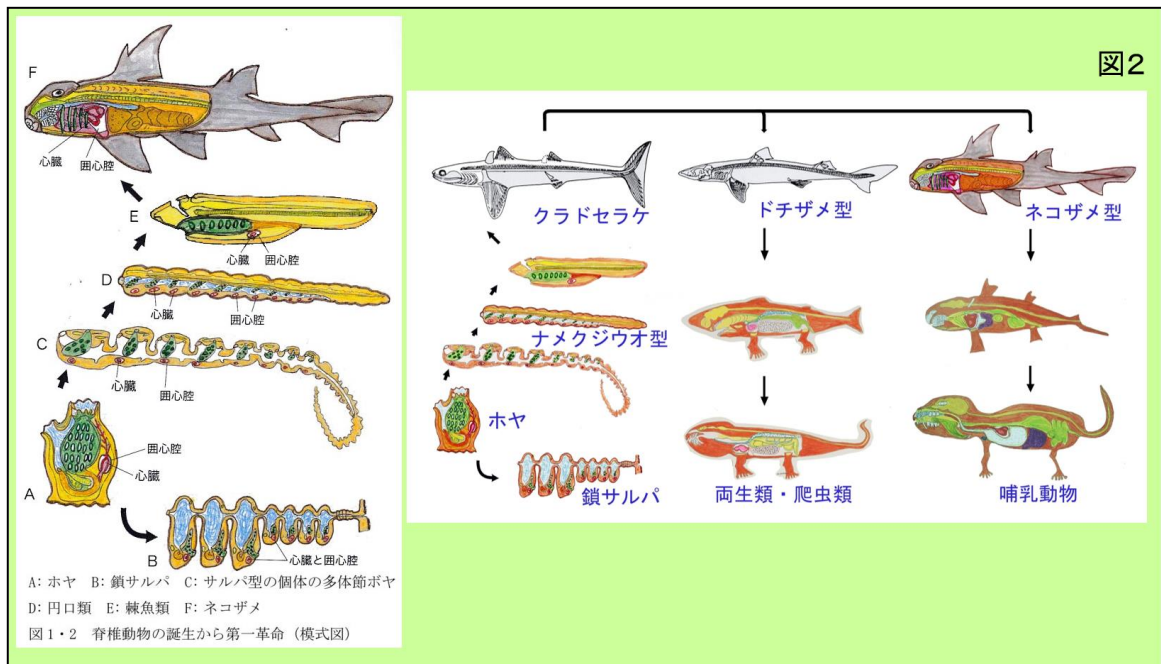 図2
F
心臓
囲心腔
E
心臓 囲心腔
D
心臓
囲心腔
C
心臓
囲心腔
囲心腔
心臓
A
B
心臓と囲心腔
A: ホヤ B: 鎖サルパ C: サルパ型の個体の多体節ボヤ
D: 円口類 E: 棘魚類 F: ネコザメ
図1・2 脊椎動物の誕生から第一革命（模式図）
クラドセラケ
ドチザメ型
ネコザメ型
ナメクジウオ型
ホヤ
鎖サルパ
両生類・爬虫類
哺乳動物